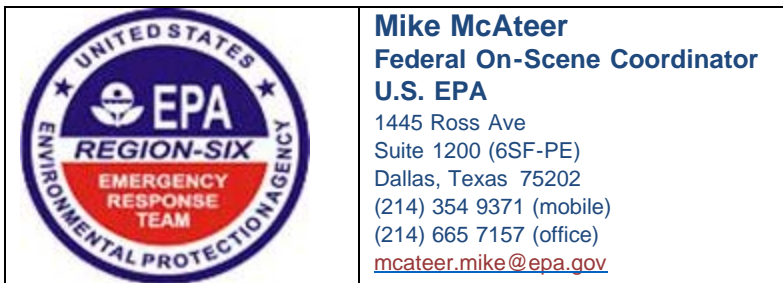 UNITED STATES
EPA
REGION-SIX
EMERGENCY
RESPONSE
TEAM
ENVIRONMENTAL PROTECTION AGENCY
Mike McAteer
Federal On-Scene Coordinator
U.S. EPA
1445 Ross Ave
Suite 1200 (6SF-PE)
Dallas, Texas 75202
(214) 354 9371 (mobile)
(214) 665 7157 (office)
mcateer.mike@epa.gov